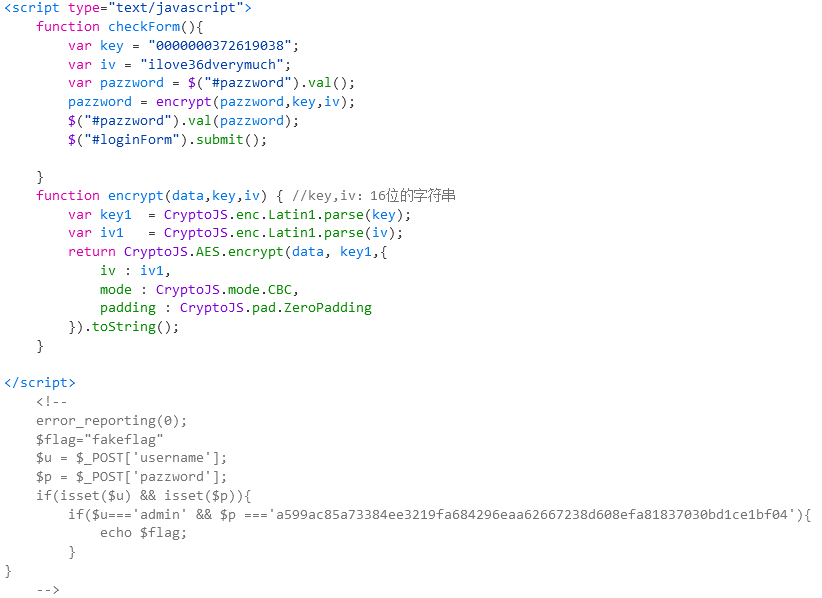 <script type="text/javascript">
    function checkForm(){
        var key = "0000000372619038";
        var iv = "ilove36dverymuch";
        var pazzword = $("#pazzword").val();
        pazzword = encrypt(pazzword,key,iv);
        $("#pazzword").val(pazzword);
        $("#loginForm").submit();

    }
    function encrypt(data,key,iv) { //key,iv：16位的字符串
        var key1  = CryptoJS.enc.Latin1.parse(key);
        var iv1   = CryptoJS.enc.Latin1.parse(iv);
        return CryptoJS.AES.encrypt(data, key1,{
            iv : iv1,
            mode : CryptoJS.mode.CBC,
            padding : CryptoJS.pad.ZeroPadding
        }).toString();
    }

</script>
    <!--
    error_reporting(0);
    $flag="fakeflag"
    $u = $_POST['username'];
    $p = $_POST['pazzword'];
    if(isset($u) && isset($p)){
        if($u==='admin' && $p ==='a599ac85a73384ee3219fa684296eaa62667238d608efa81837030bd1ce1bf04'){
            echo $flag;
        }
}
    -->